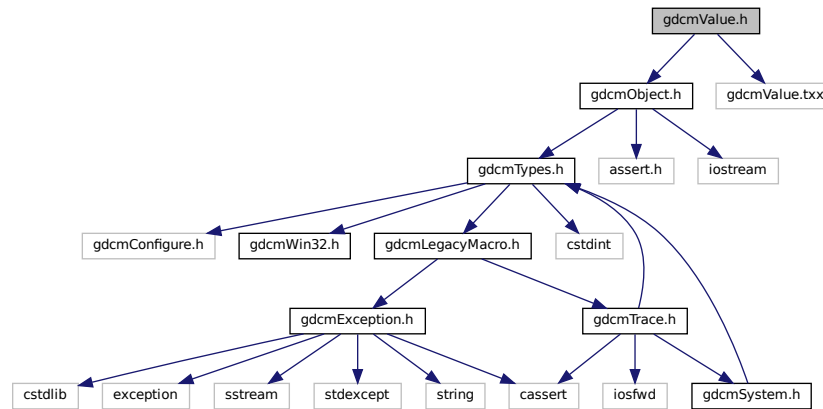 gdcmValue.h
gdcmObject.h
gdcmValue.txx
gdcmTypes.h
assert.h
iostream
gdcmConfigure.h
gdcmWin32.h
gdcmLegacyMacro.h
cstdint
gdcmException.h
gdcmTrace.h
cstdlib
exception
sstream
stdexcept
string
cassert
iosfwd
gdcmSystem.h